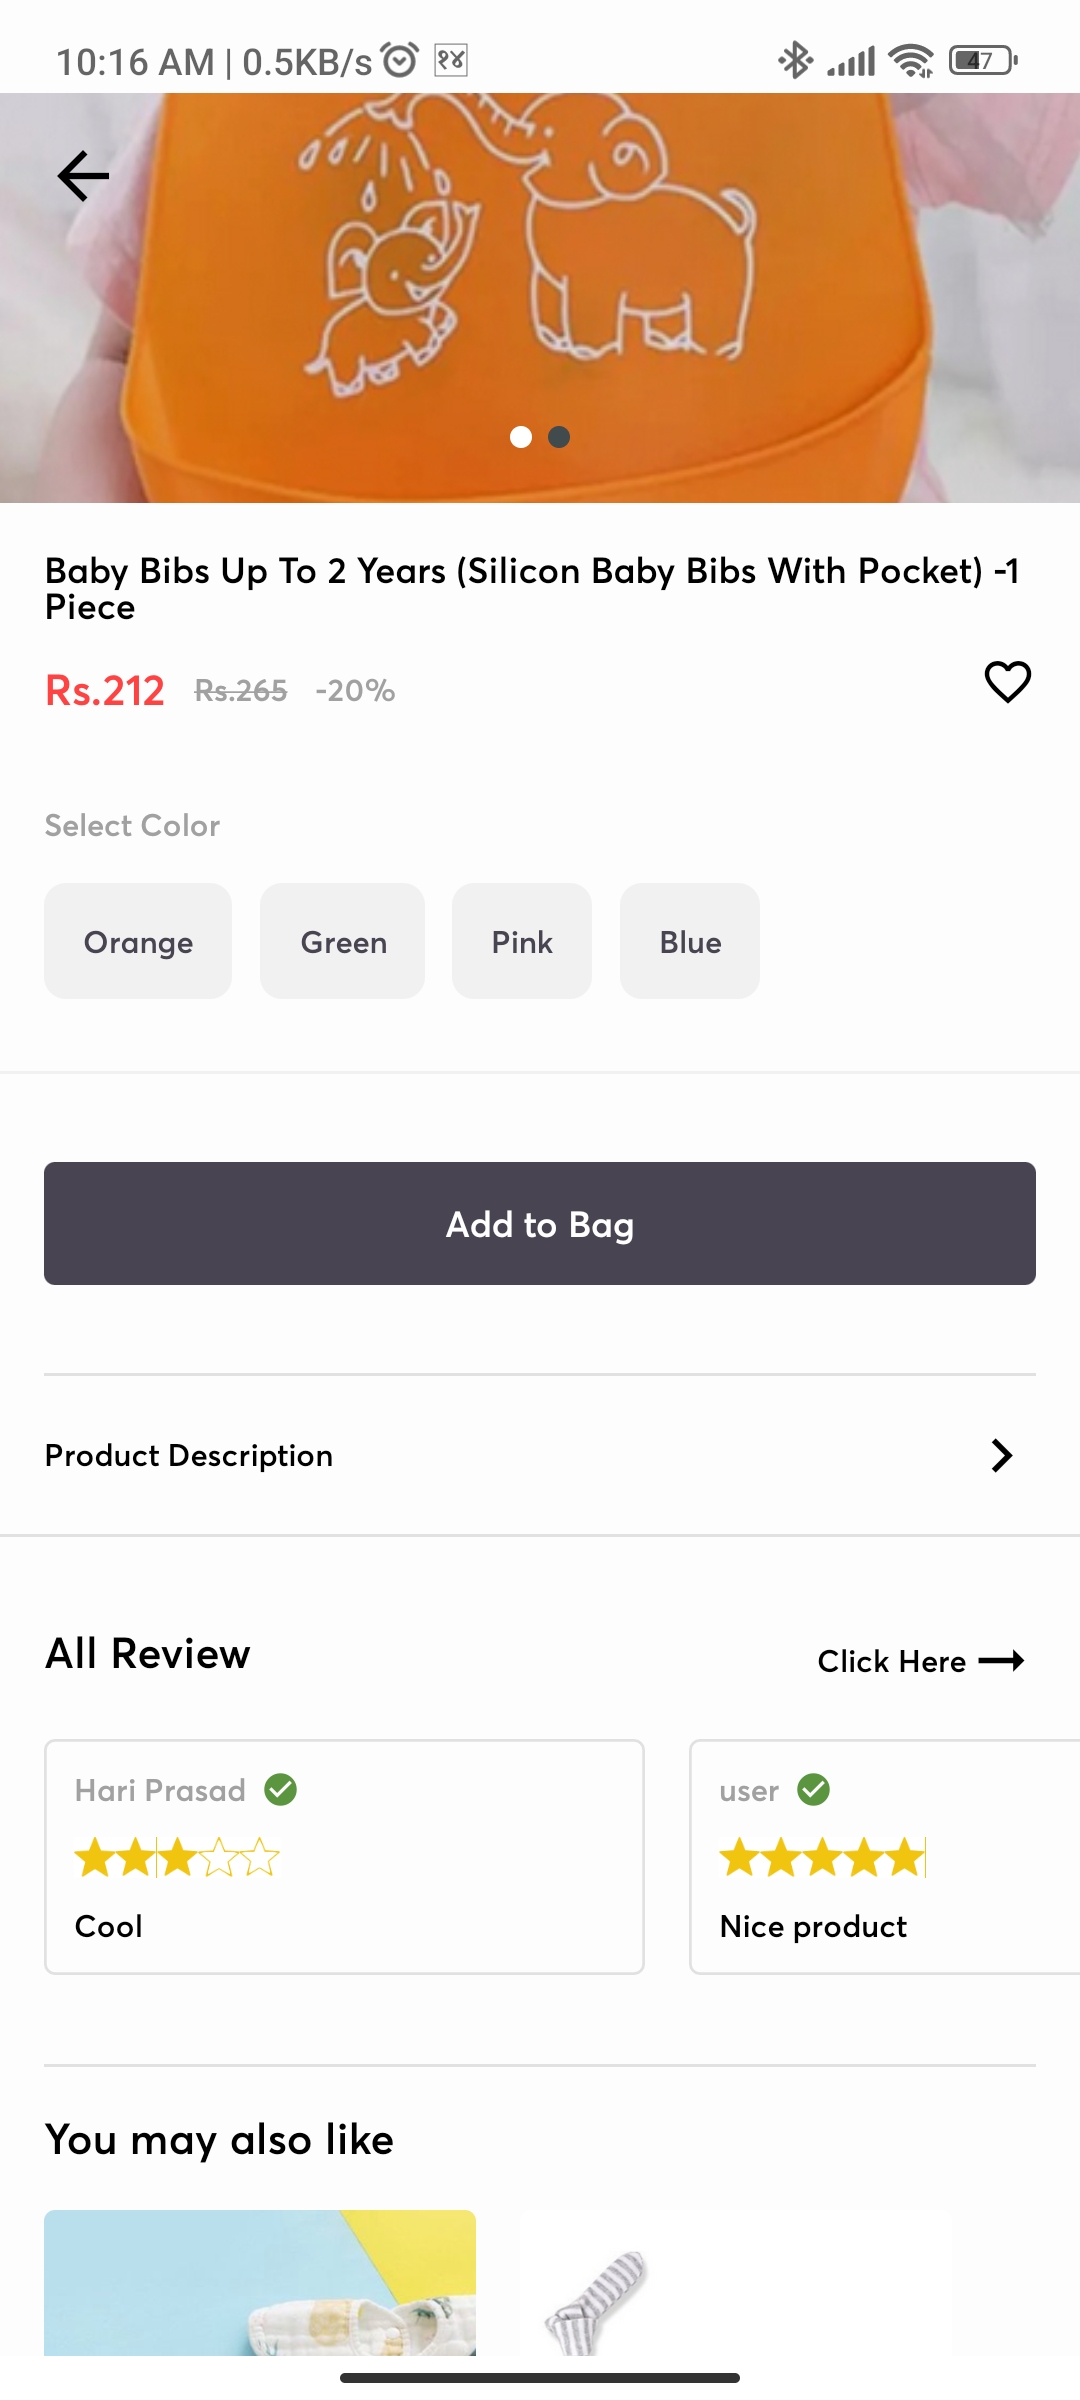 10:16 AM | 0.5KB/s १४ 47
Baby Bibs Up To 2 Years (Silicon Baby Bibs With Pocket) -1
Piece
Rs.212 Rs.265 -20%
Select Color
Orange Green Pink Blue
Add to Bag
Product Description
All Review Click Here
Hari Prasad user
Cool Nice product
You may also like